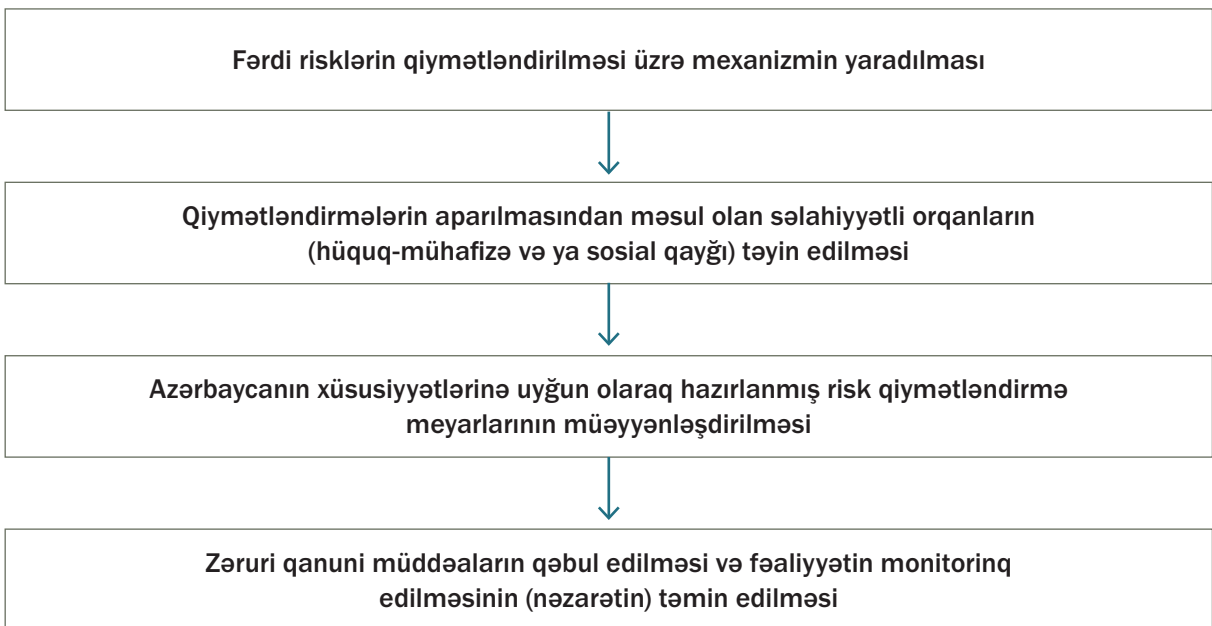 Fərdi risklərin qiymətləndirilməsi üzrə mexanizmin yaradılması
Qiymətləndirmələrin aparılmasından məsul olan səlahiyyətli orqanların
(hüquq-mühafizə və ya sosial qayğı) təyin edilməsi
Azərbaycanın xüsusiyyətlərinə uyğun olaraq hazırlanmış risk qiymətləndirmə
meyarlarının müəyyənləşdirilməsi
Zəruri qanuni müddəaların qəbul edilməsi və fəaliyyətin monitorinq
edilməsinin (nəzarətin) təmin edilməsi